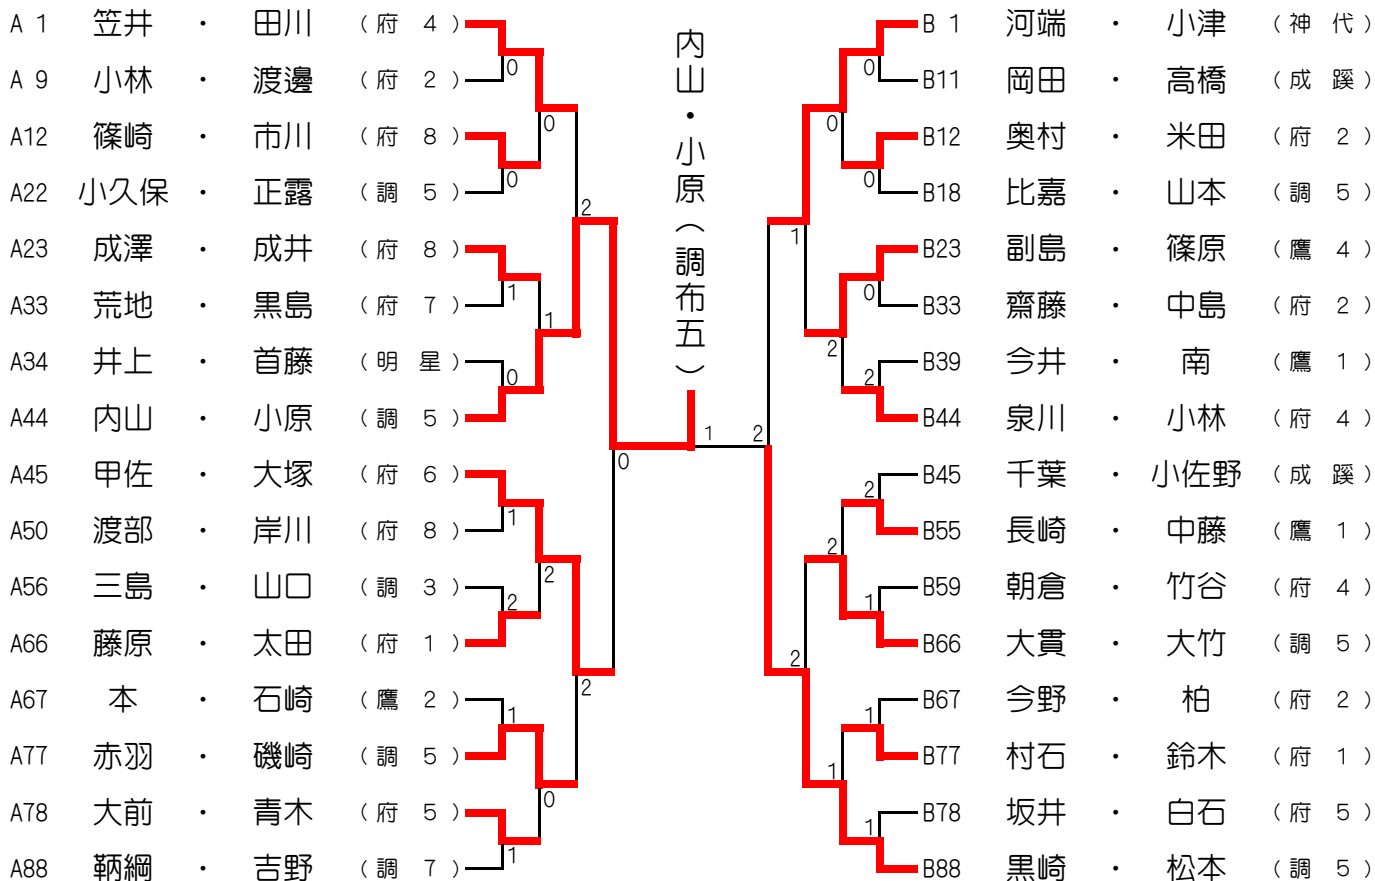 A 1 笠井 ・ 田川 （府 4）
A 9 小林 ・ 渡邊 （府 2）
A12 篠崎 ・ 市川 （府 8）
A22 小久保 ・ 正露 （調 5）
A23 成澤 ・ 成井 （府 8）
A33 荒地 ・ 黒島 （府 7）
A34 井上 ・ 首藤 （明 星）
A44 内山 ・ 小原 （調 5）
A45 甲佐 ・ 大塚 （府 6）
A50 渡部 ・ 岸川 （府 8）
A56 三島 ・ 山口 （調 3）
A66 藤原 ・ 太田 （府 1）
A67 本 ・ 石崎 （鷹 2）
A77 赤羽 ・ 磯崎 （調 5）
A78 大前 ・ 青木 （府 5）
A88 鞆綱 ・ 吉野 （調 7）
0
0
0
2
1
1
0
0
1
2
2
1
2
0
1
内山・小原（調布五）
1 2
0
0
0
1
0
2
2
2
2
1
2
1
1
1
B 1 河端 ・ 小津 （神 代）
B11 岡田 ・ 高橋 （成 蹊）
B12 奥村 ・ 米田 （府 2）
B18 比嘉 ・ 山本 （調 5）
B23 副島 ・ 篠原 （鷹 4）
B33 齋藤 ・ 中島 （府 2）
B39 今井 ・ 南 （鷹 1）
B44 泉川 ・ 小林 （府 4）
B45 千葉 ・ 小佐野 （成 蹊）
B55 長崎 ・ 中藤 （鷹 1）
B59 朝倉 ・ 竹谷 （府 4）
B66 大貫 ・ 大竹 （調 5）
B67 今野 ・ 柏 （府 2）
B77 村石 ・ 鈴木 （府 1）
B78 坂井 ・ 白石 （府 5）
B88 黒崎 ・ 松本 （調 5）